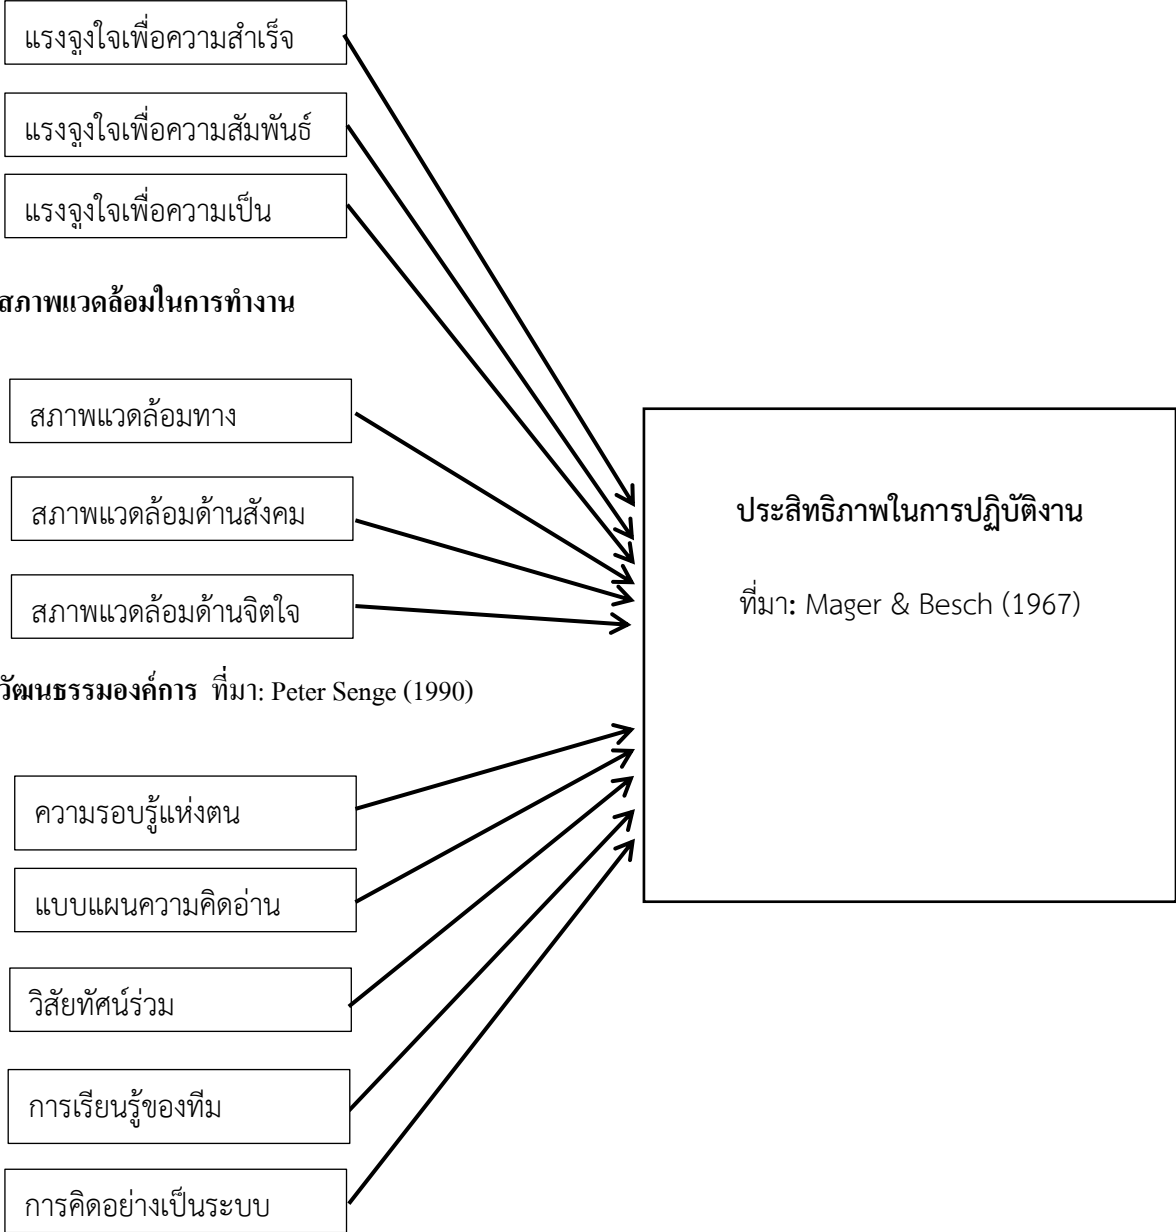 แรงจูงใจเพื่อความสำเร็จ
แรงจูงใจเพื่อความสัมพันธ์
แรงจูงใจเพื่อความเป็น
สภาพแวดล้อมในการทำงาน
สภาพแวดล้อมทาง
สภาพแวดล้อมด้านสังคม
ประสิทธิภาพในการปฏิบัติงาน
สภาพแวดล้อมด้านจิตใจ
ที่มา: Mager & Besch (1967)
วัฒนธรรมองค์การ ที่มา: Peter Senge (1990)
ความรอบรู้แห่งตน
แบบแผนความคิดอ่าน
วิสัยทัศน์ร่วม
การเรียนรู้ของทีม
การคิดอย่างเป็นระบบ